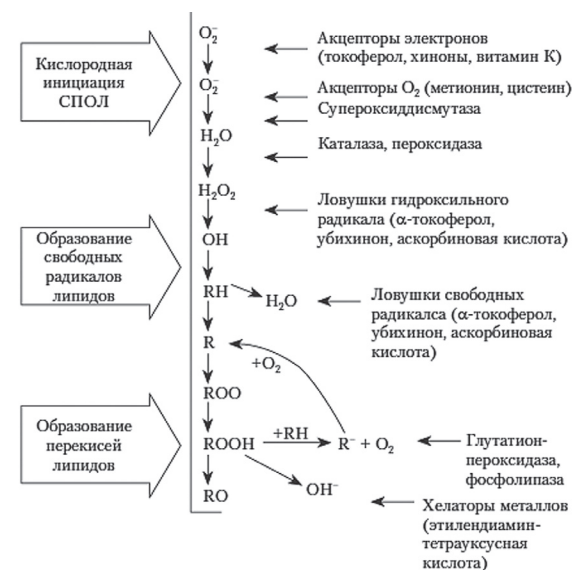 Кислородная
инициация
СПОЛ
Образование
свободных
радикалов
липидов
Образование
перекисей
липидов
O₂⁻
O₂⁻
H₂O
H₂O₂
OH
RH
H₂O
R
+O₂
ROO
ROOH
+RH
R⁻ + O₂
RO
OH⁻
Акцепторы электронов
(токоферол, хиноны, витамин К)
Акцепторы O₂ (метионин, цистеин)
Супероксиддисмутаза
Каталаза, пероксидаза
Ловушки гидроксильного
радикала (α-токоферол,
убихинон, аскорбиновая кислота)
Ловушки свободных
радикалса (α-токоферол,
убихинон, аскорбиновая
кислота)
Глутатион-
пероксидаза,
фосфолипаза
Хелаторы металлов
(этилендиамин-
тетрауксусная
кислота)